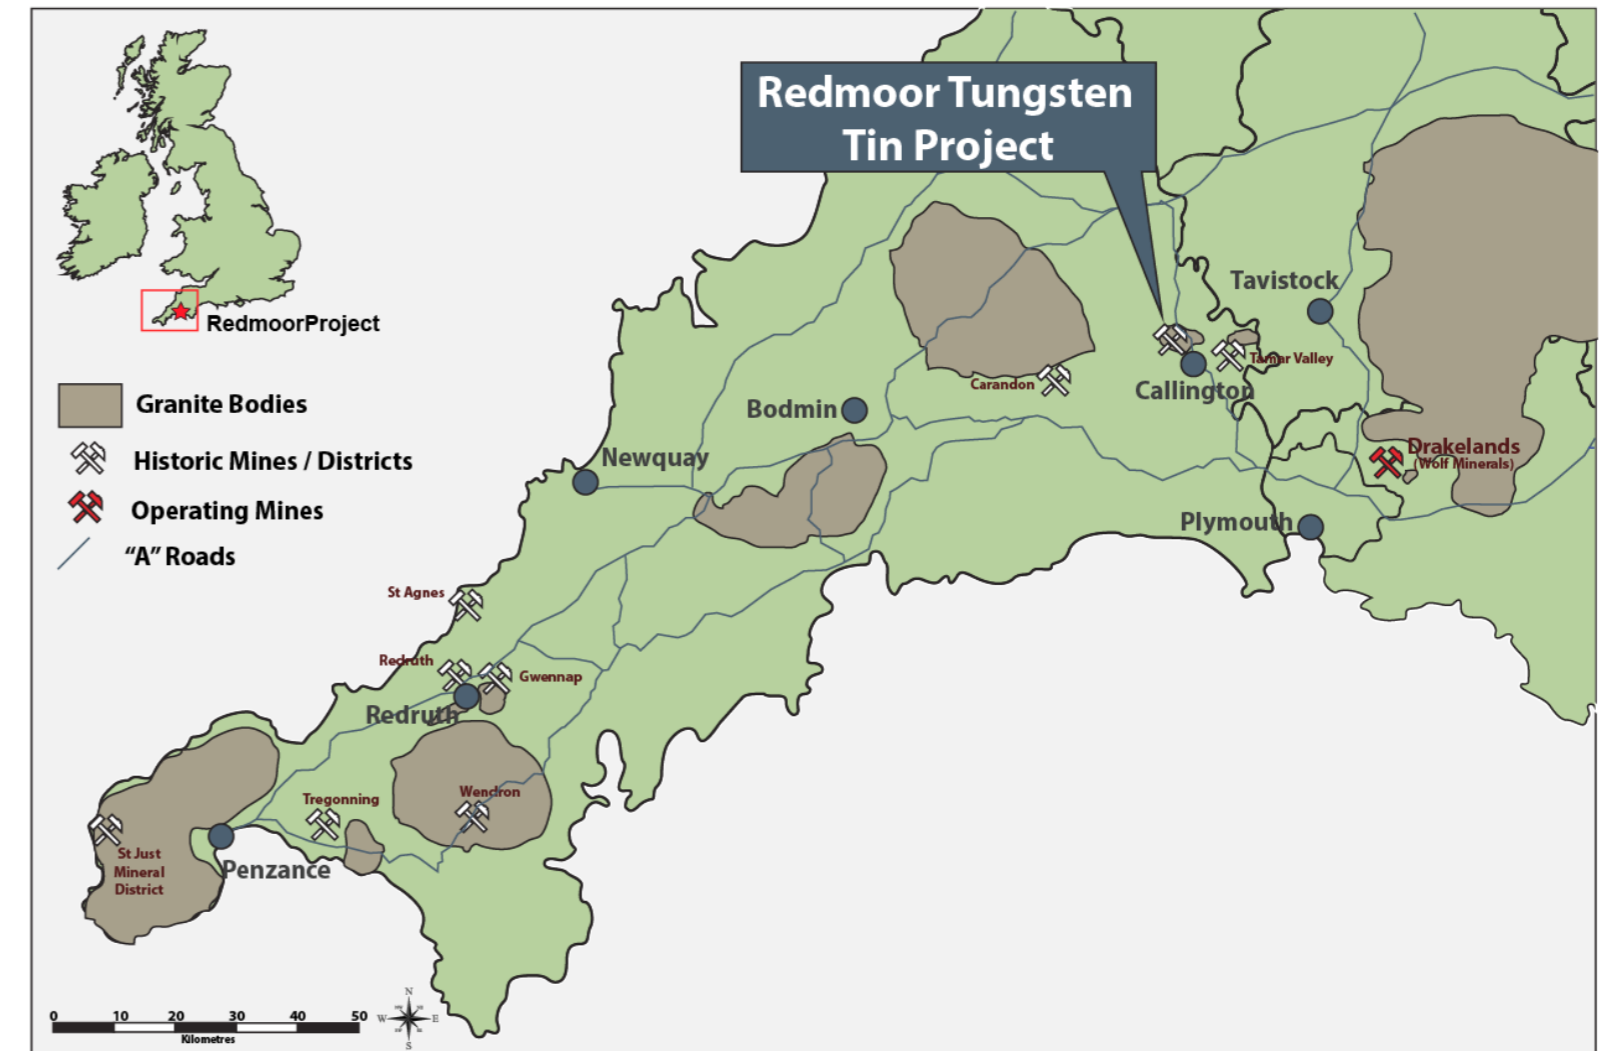 Redmoor Tungsten
Tin Project
RedmoorProject
Granite Bodies
Historic Mines / Districts
Operating Mines
“A” Roads
Tavistock
Tamar Valley
Callington
Carandon
Bodmin
Newquay
Drakelands
(Wolf Minerals)
Plymouth
St Agnes
Redruth
Gwennap
Redruth
Wendron
Tregonning
St Just
Mineral
District
Penzance
0 10 20 30 40 50
Kilometres
N
W E
S